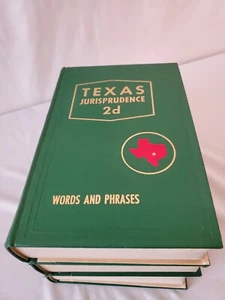 TEXAS
JURISPRUDENCE
2d
WORDS AND PHRASES